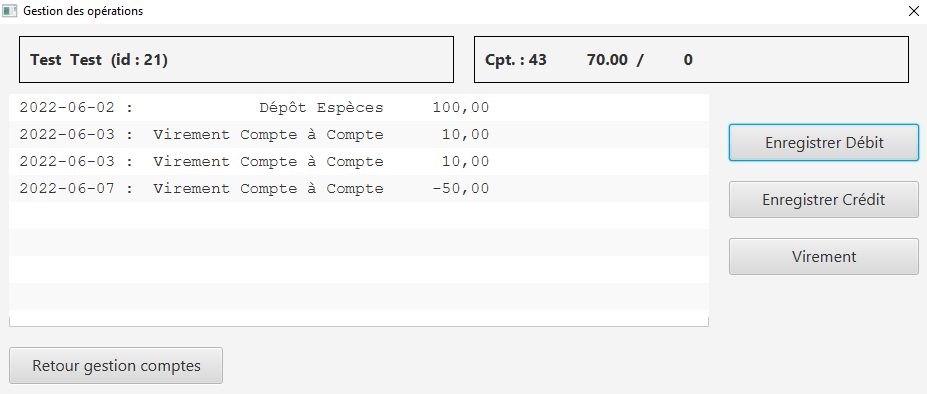 Gestion des opérations
Test Test (id : 21)
Cpt. : 43 70.00 / 0
2022-06-02 : Dépôt Espèces 100,00
2022-06-03 : Virement Compte à Compte 10,00
2022-06-03 : Virement Compte à Compte 10,00
2022-06-07 : Virement Compte à Compte -50,00
Enregistrer Débit
Enregistrer Crédit
Virement
Retour gestion comptes